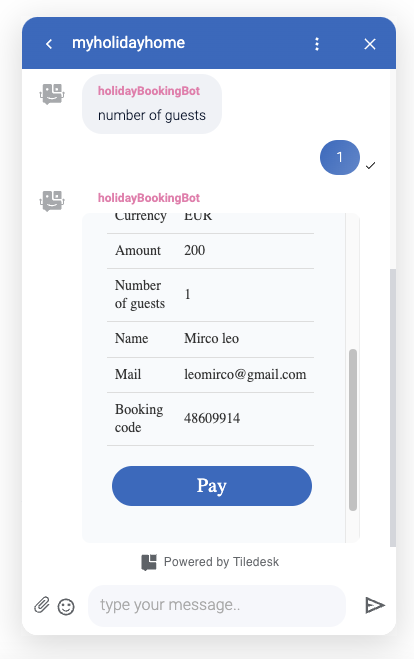 myholidayhome
holidayBookingBot
number of guests
1
holidayBookingBot
Currency EUR
Amount 200
Number
of guests 1
Name Mirco leo
Mail leomirco@gmail.com
Booking
code 48609914
Pay
Powered by Tiledesk
type your message..